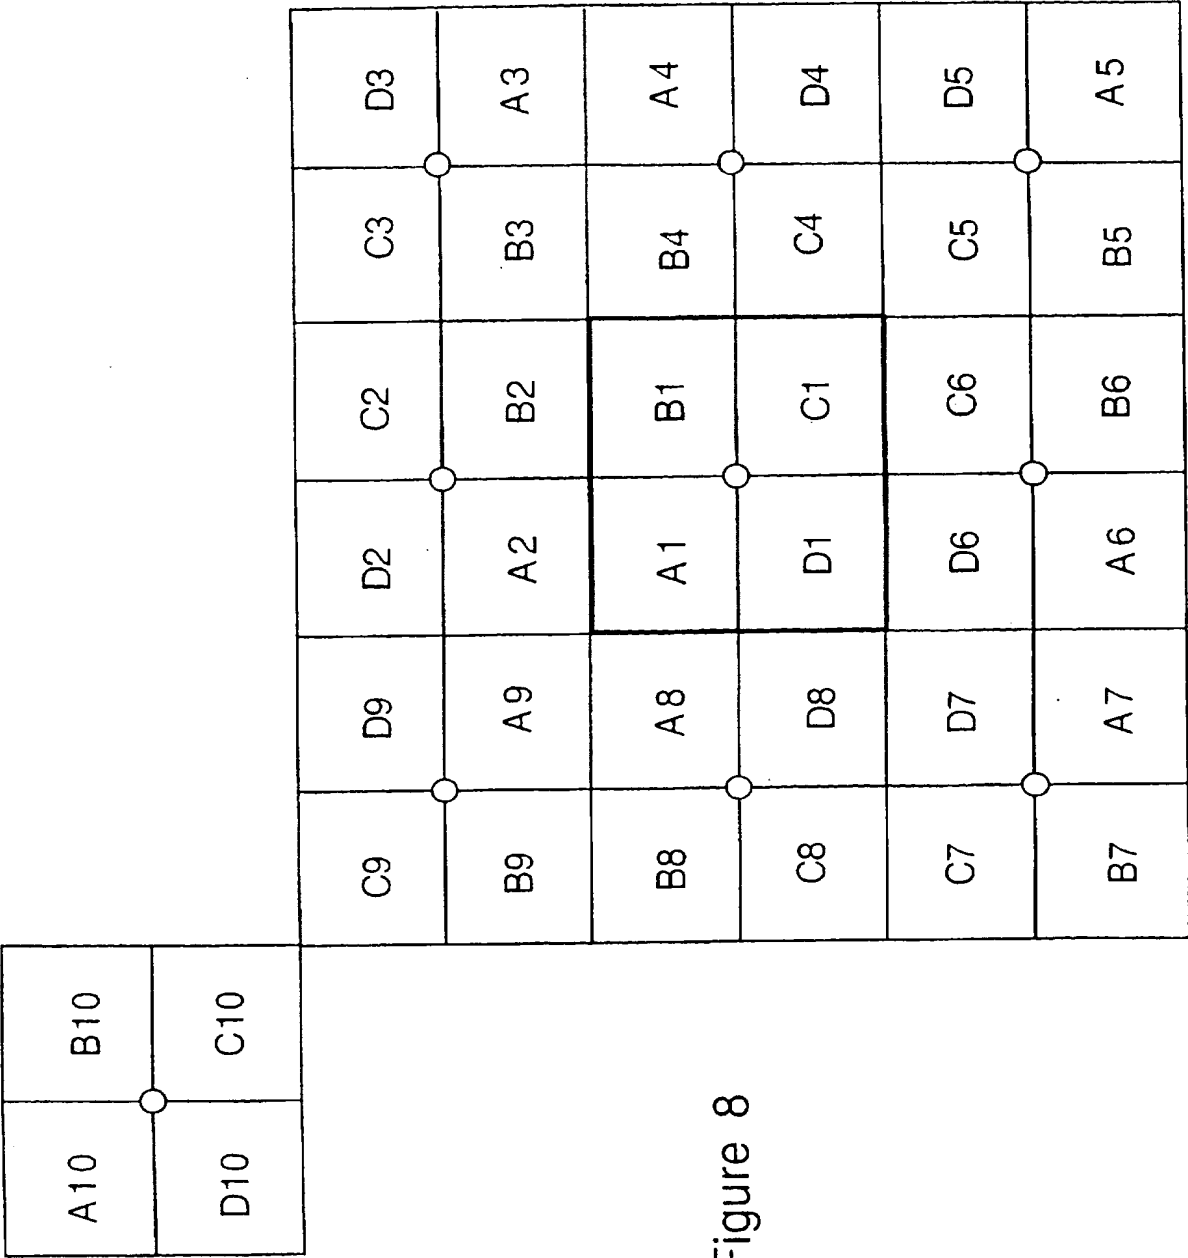 A10 B10
D10 C10
C9 D9 D2 C2 C3 D3
B9 A9 A2 B2 B3 A3
B8 A8 A1 B1 B4 A4
C8 D8 D1 C1 C4 D4
C7 D7 D6 C6 C5 D5
B7 A7 A6 B6 B5 A5
Figure 8